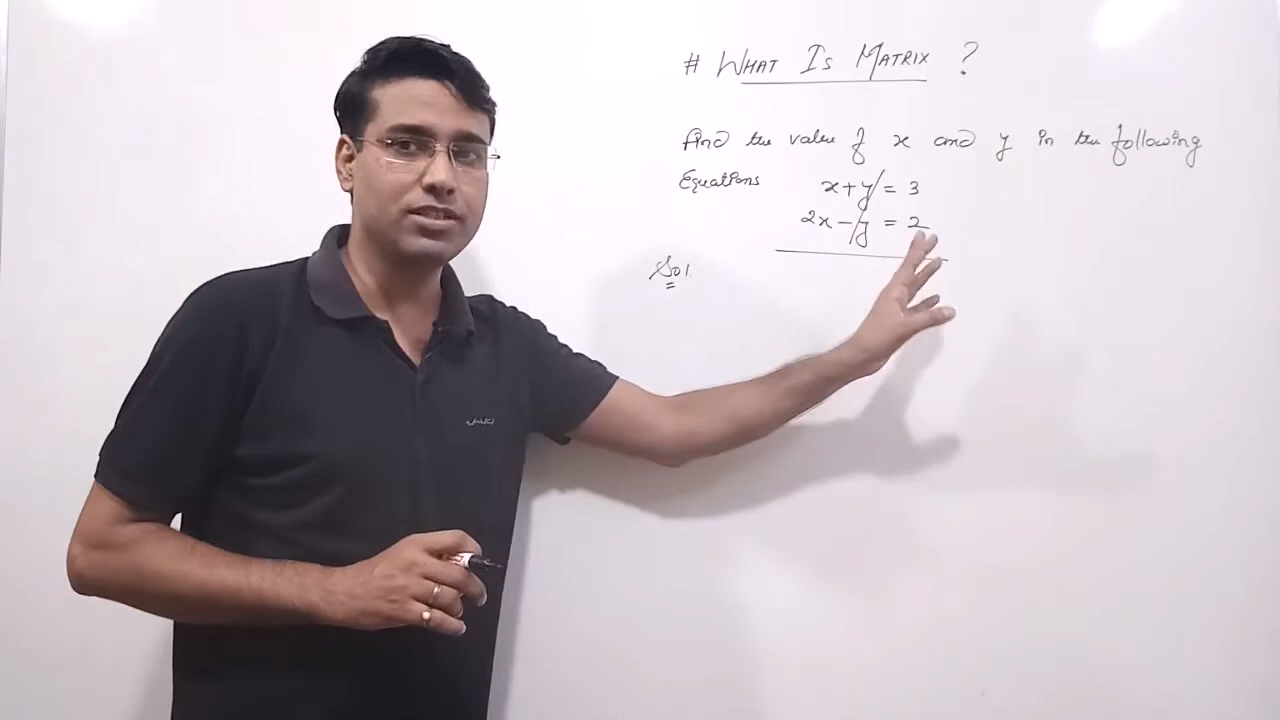 # WHAT IS MATRIX ?
Find the value of x and y in the following
Equations x+y = 3
2x-y = 2
Sol.